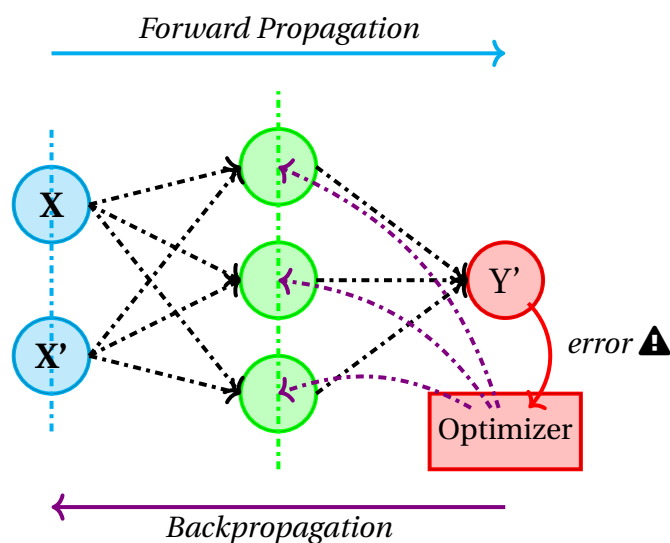 Forward Propagation
X
X'
Y'
error
Optimizer
Backpropagation